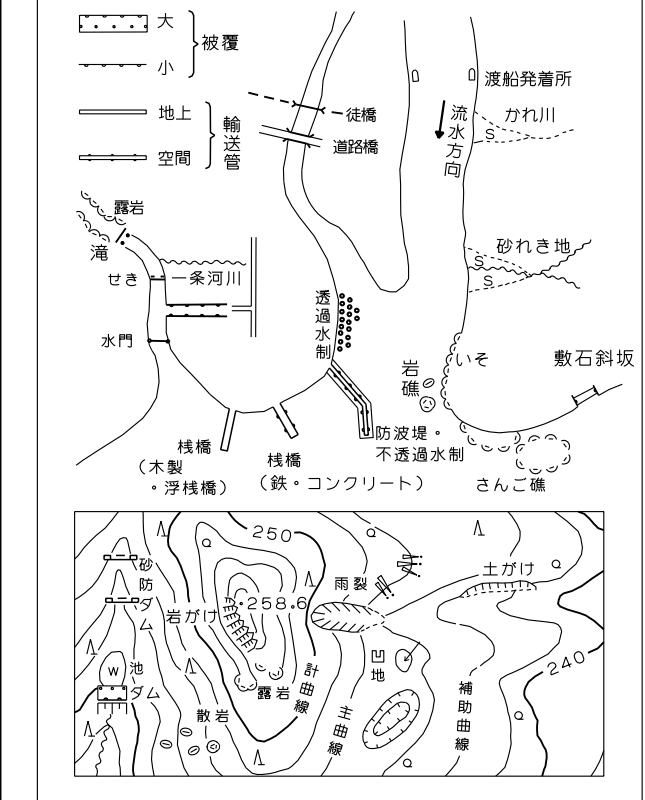 大
小
被覆
地上
空間
輸送管
徒橋
道路橋
渡船発着所
かれ川
S
流水方向
露岩
滝
せき
一条河川
砂れき地
S
S
水門
透過水制
いそ
岩礁
敷石斜坂
桟橋
（木製
・浮桟橋）
桟橋
（鉄・コンクリート）
防波堤・
不透過水制
さんご礁
250
砂防ダム
岩がけ
258.6
雨裂
土がけ
W
池
ダム
露岩
散岩
計曲線
主曲線
凹地
補助曲線
240